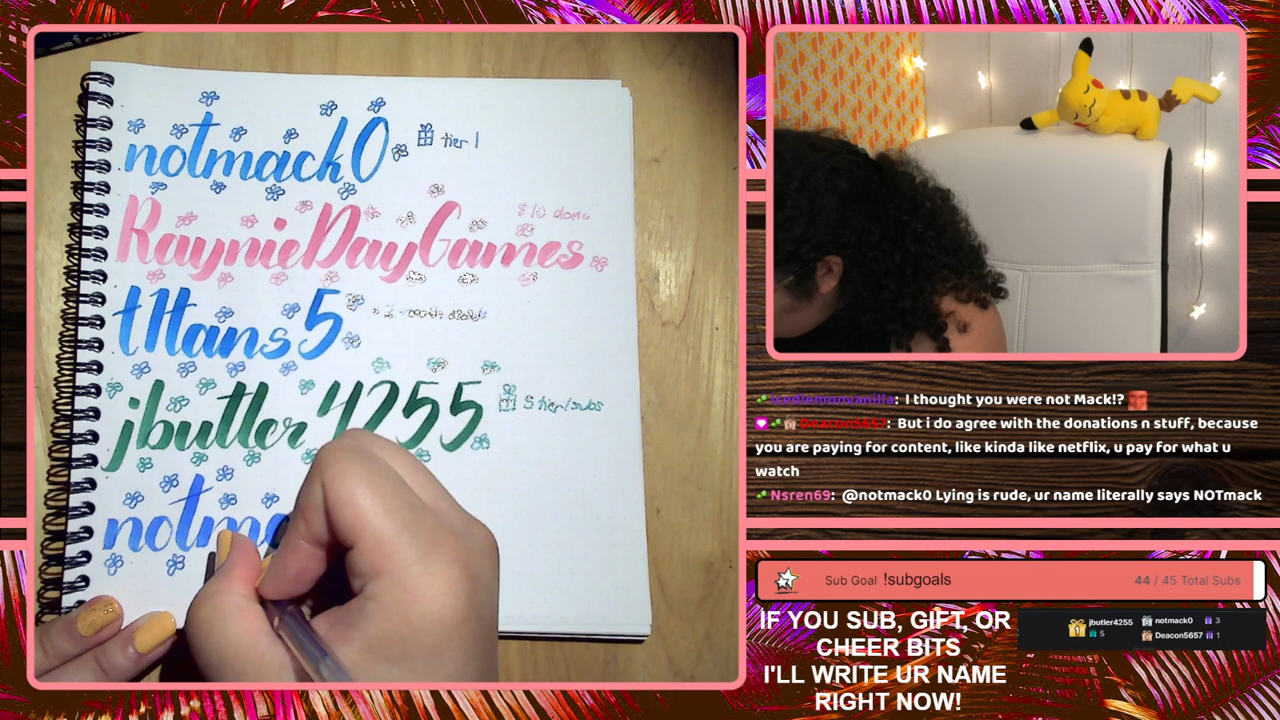 notmack0 tier 1
RaynieDayGames $10 dono
tHans5
jbutler4255 5 tier 1 subs
notma
I thought you were not Mack!?
Deacon5657: But i do agree with the donations n stuff, because
you are paying for content, like kinda like netflix, u pay for what u
watch
Nsren69: @notmack0 Lying is rude, ur name literally says NOTmack
Sub Goal !subgoals 44 / 45 Total Subs
IF YOU SUB, GIFT, OR
CHEER BITS
I'LL WRITE UR NAME
RIGHT NOW!
1 jbutler4255 5
notmack0 3
Deacon5657 1